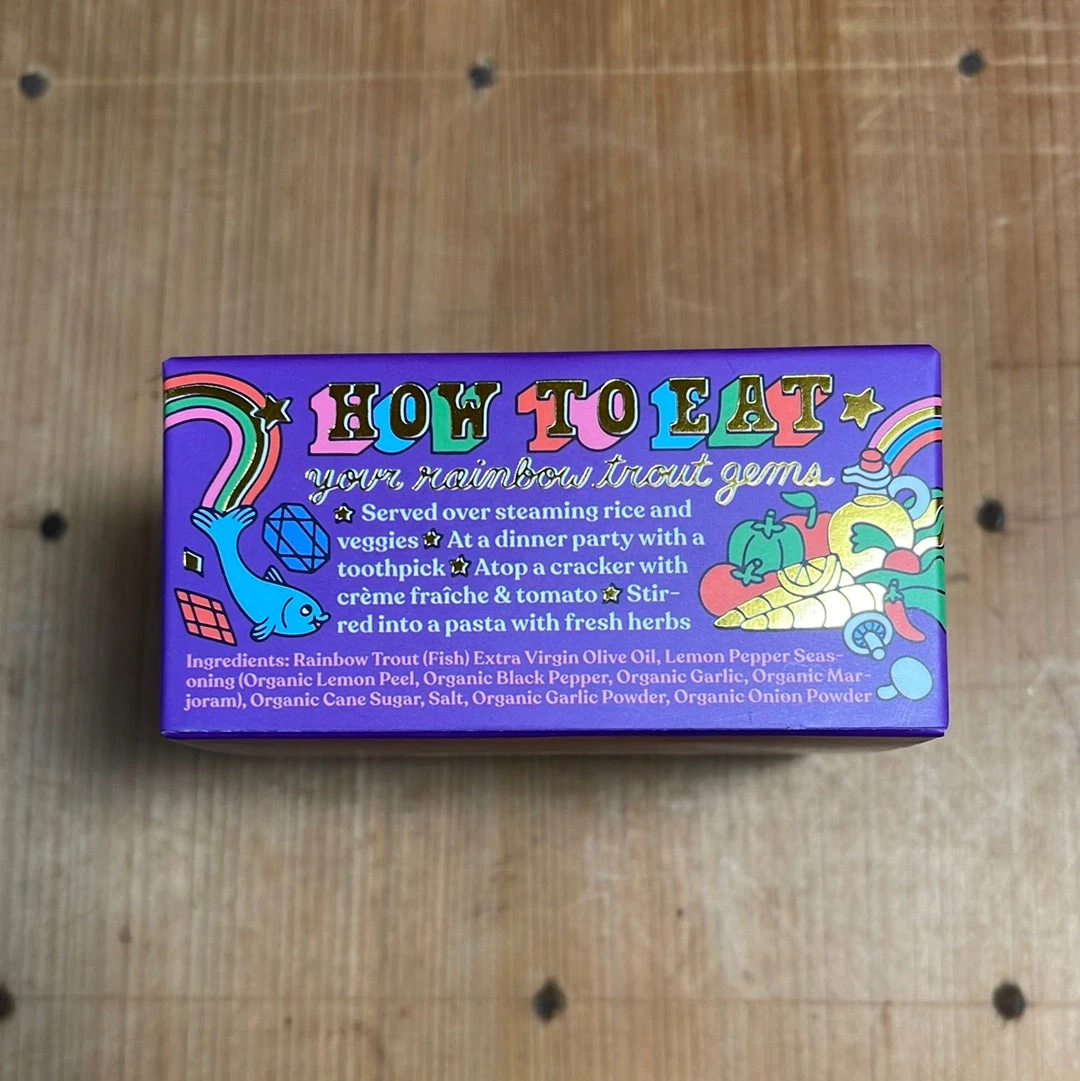 HOW TO EAT
your rainbow trout gems
Served over steaming rice and
veggies ★ At a dinner party with a
toothpick ★ Atop a cracker with
crème fraîche & tomato ★ Stir-
red into a pasta with fresh herbs
Ingredients: Rainbow Trout (Fish) Extra Virgin Olive Oil, Lemon Pepper Seas-
oning (Organic Lemon Peel, Organic Black Pepper, Organic Garlic, Organic Mar-
joram), Organic Cane Sugar, Salt, Organic Garlic Powder, Organic Onion Powder